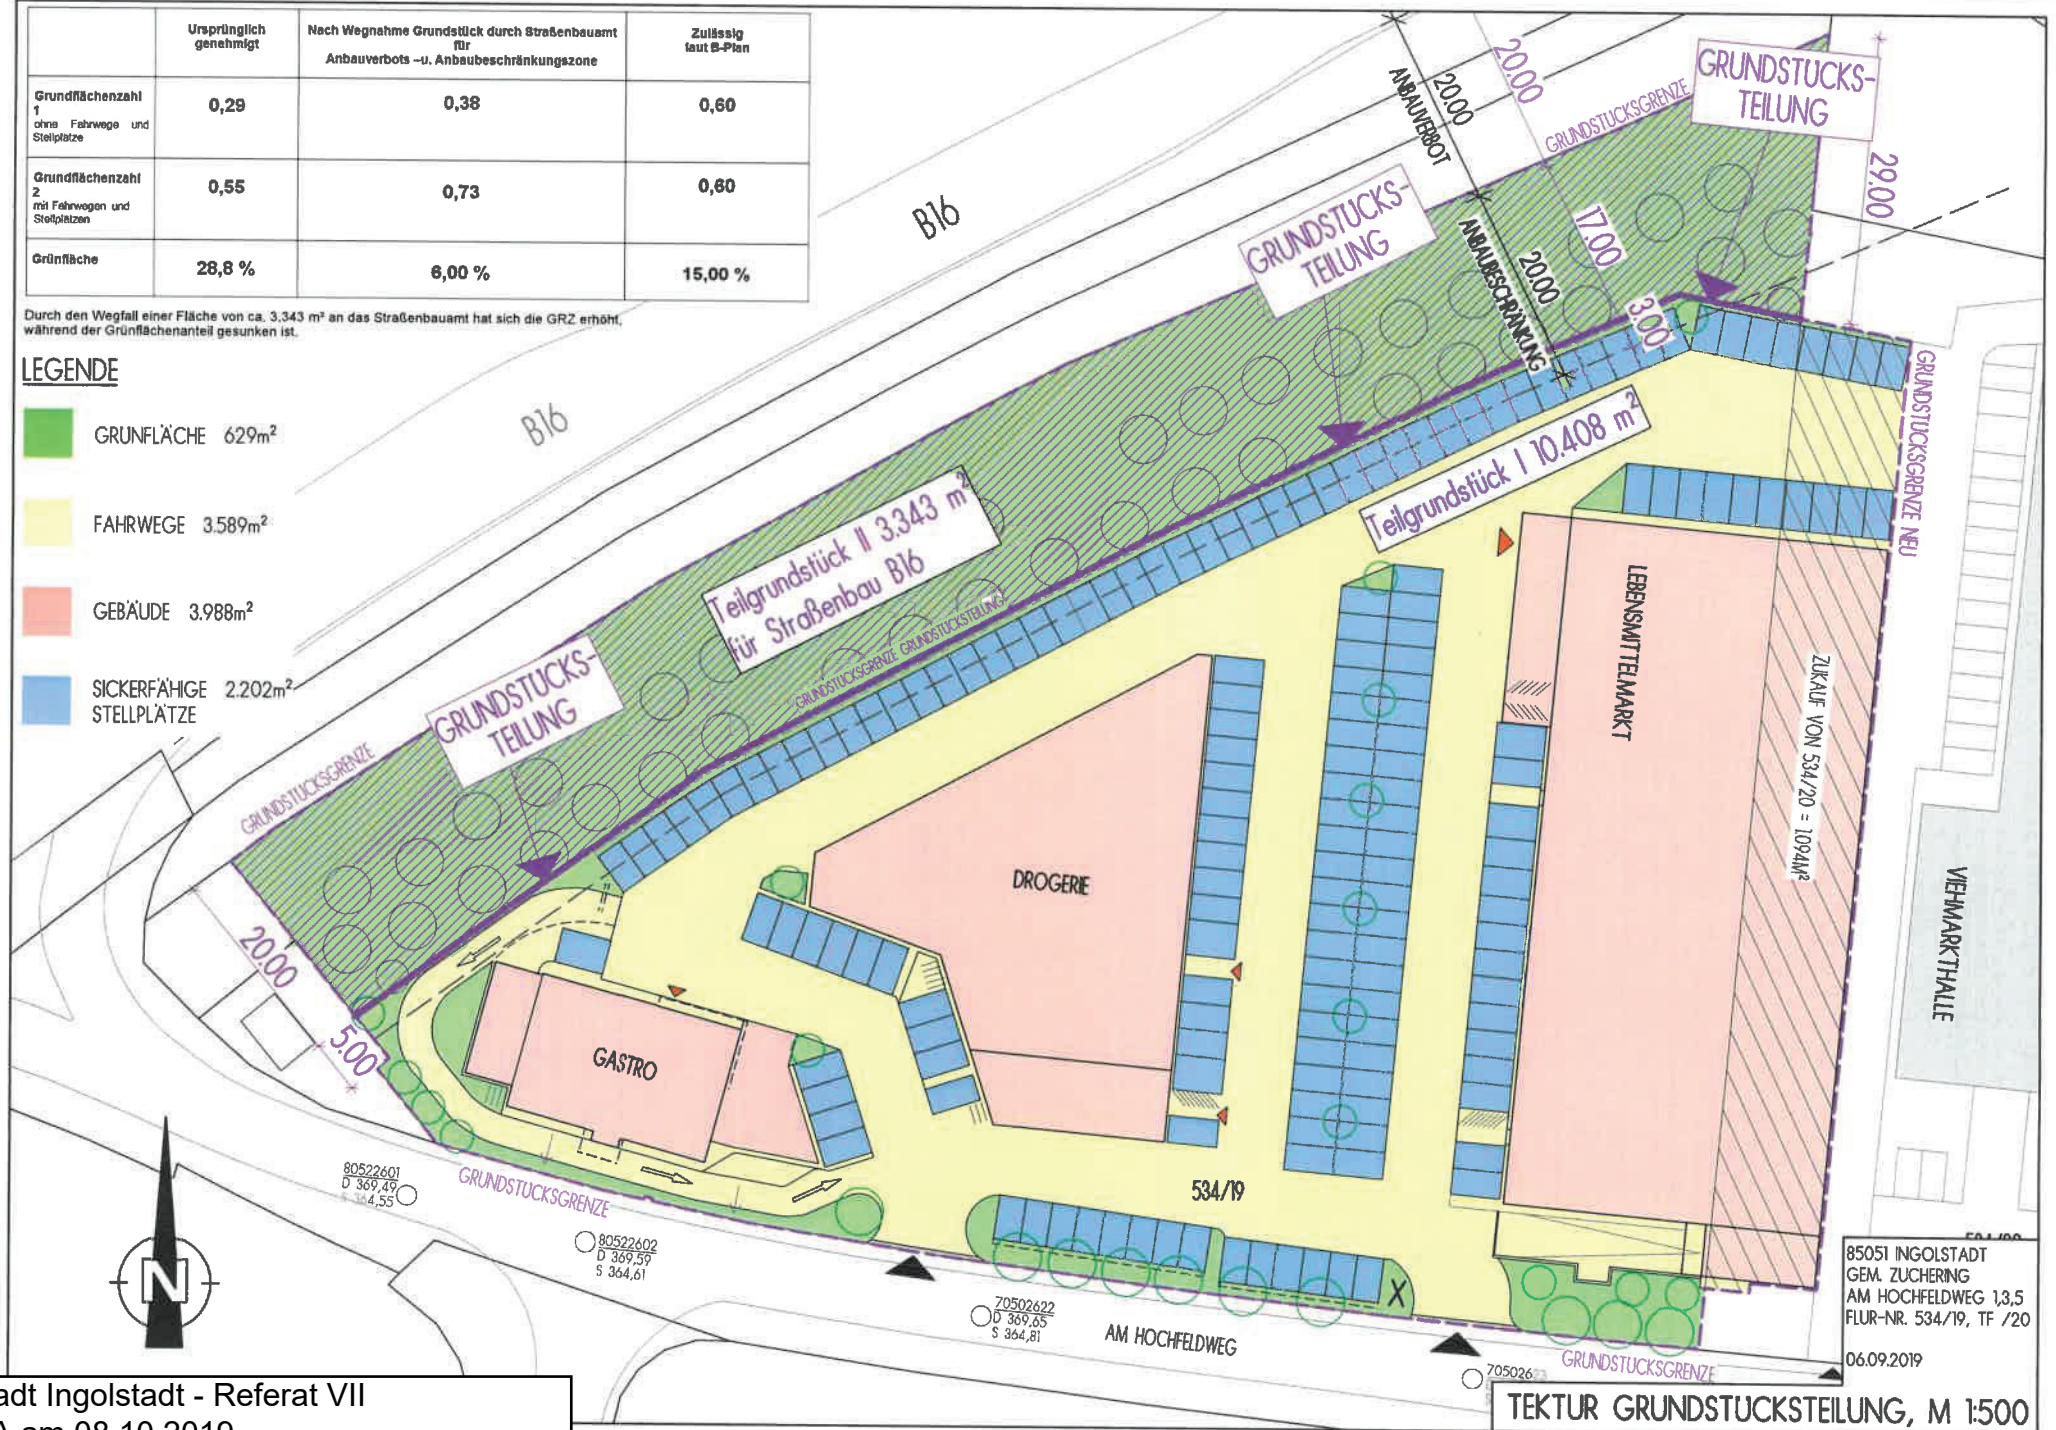 Ursprünglich
genehmigt
Nach Wegnahme Grundstück durch Straßenbauamt
für
Anbauverbots –u. Anbaubeschränkungszone
Zulässig
laut B-Plan
Grundflächenzahl
1
ohne Fahrwege und
Stellplätze
0,29
0,38
0,60
Grundflächenzahl
2
mit Fahrwegen und
Stellplätzen
0,55
0,73
0,60
Grünfläche
28,8 %
6,00 %
15,00 %
Durch den Wegfall einer Fläche von ca. 3.343 m² an das Straßenbauamt hat sich die GRZ erhöht,
während der Grünflächenanteil gesunken ist.
LEGENDE
GRÜNFLÄCHE 629m²
FAHRWEGE 3.589m²
GEBÄUDE 3.988m²
SICKERFÄHIGE 2.202m²
STELLPLÄTZE
B16
B16
ANBAUVERBOT
20.00
20.00
GRUNDSTÜCKSGRENZE
GRUNDSTÜCKS-
TEILUNG
29.00
GRUNDSTÜCKS-
TEILUNG
ANBAUBESCHRÄNKUNG
20.00
17.00
3.00
GRUNDSTÜCKSGRENZE NEU
Teilgrundstück I 10.408 m²
Teilgrundstück II 3.343 m²
für Straßenbau B16
GRUNDSTÜCKSGRENZE GRUNDSTÜCKSTEILUNG
GRUNDSTÜCKS-
TEILUNG
GRUNDSTÜCKSGRENZE
20.00
5.00
LEBENSMITTELMARKT
ZUKAUF VON 534/20 = 1094M²
VIEHMARKTHALLE
DROGERIE
GASTRO
534/19
80522601
D 369,49
S 364,55
GRUNDSTÜCKSGRENZE
80522602
D 369,59
S 364,61
70502622
D 369,65
S 364,81
AM HOCHFELDWEG
X
N
GRUNDSTÜCKSGRENZE
85051 INGOLSTADT
GEM. ZUCHERING
AM HOCHFELDWEG 1,3,5
FLUR-NR. 534/19, TF /20
06.09.2019
TEKTUR GRUNDSTÜCKSTEILUNG, M 1:500
adt Ingolstadt - Referat VII